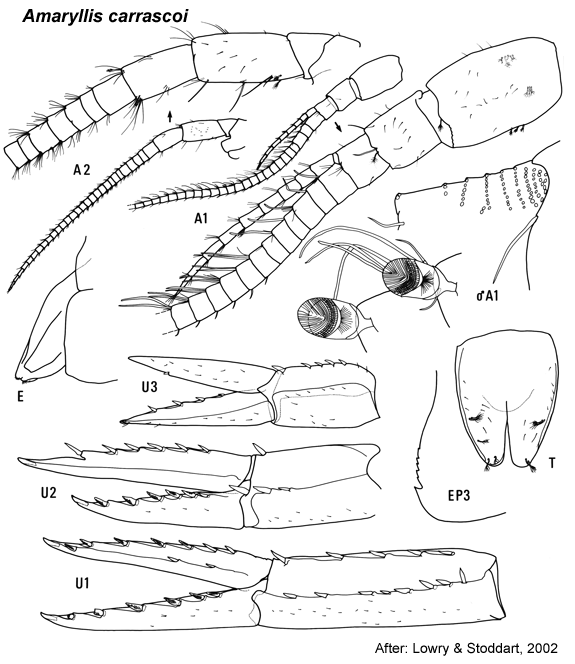 Amaryllis carrascoi
A2
A1
♂A1
E
U3
T
U2
EP3
U1
After: Lowry & Stoddart, 2002